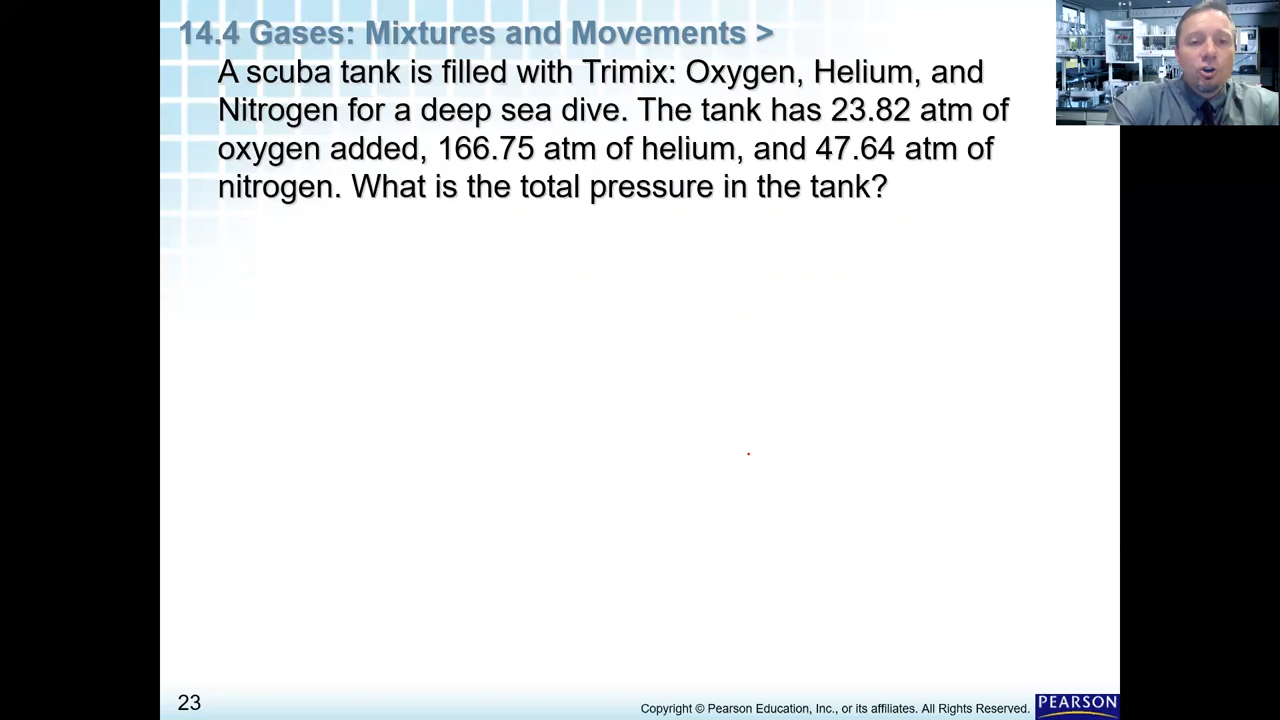 14.4 Gases: Mixtures and Movements >
A scuba tank is filled with Trimix: Oxygen, Helium, and
Nitrogen for a deep sea dive. The tank has 23.82 atm of
oxygen added, 166.75 atm of helium, and 47.64 atm of
nitrogen. What is the total pressure in the tank?
23
Copyright © Pearson Education, Inc., or its affiliates. All Rights Reserved.
PEARSON